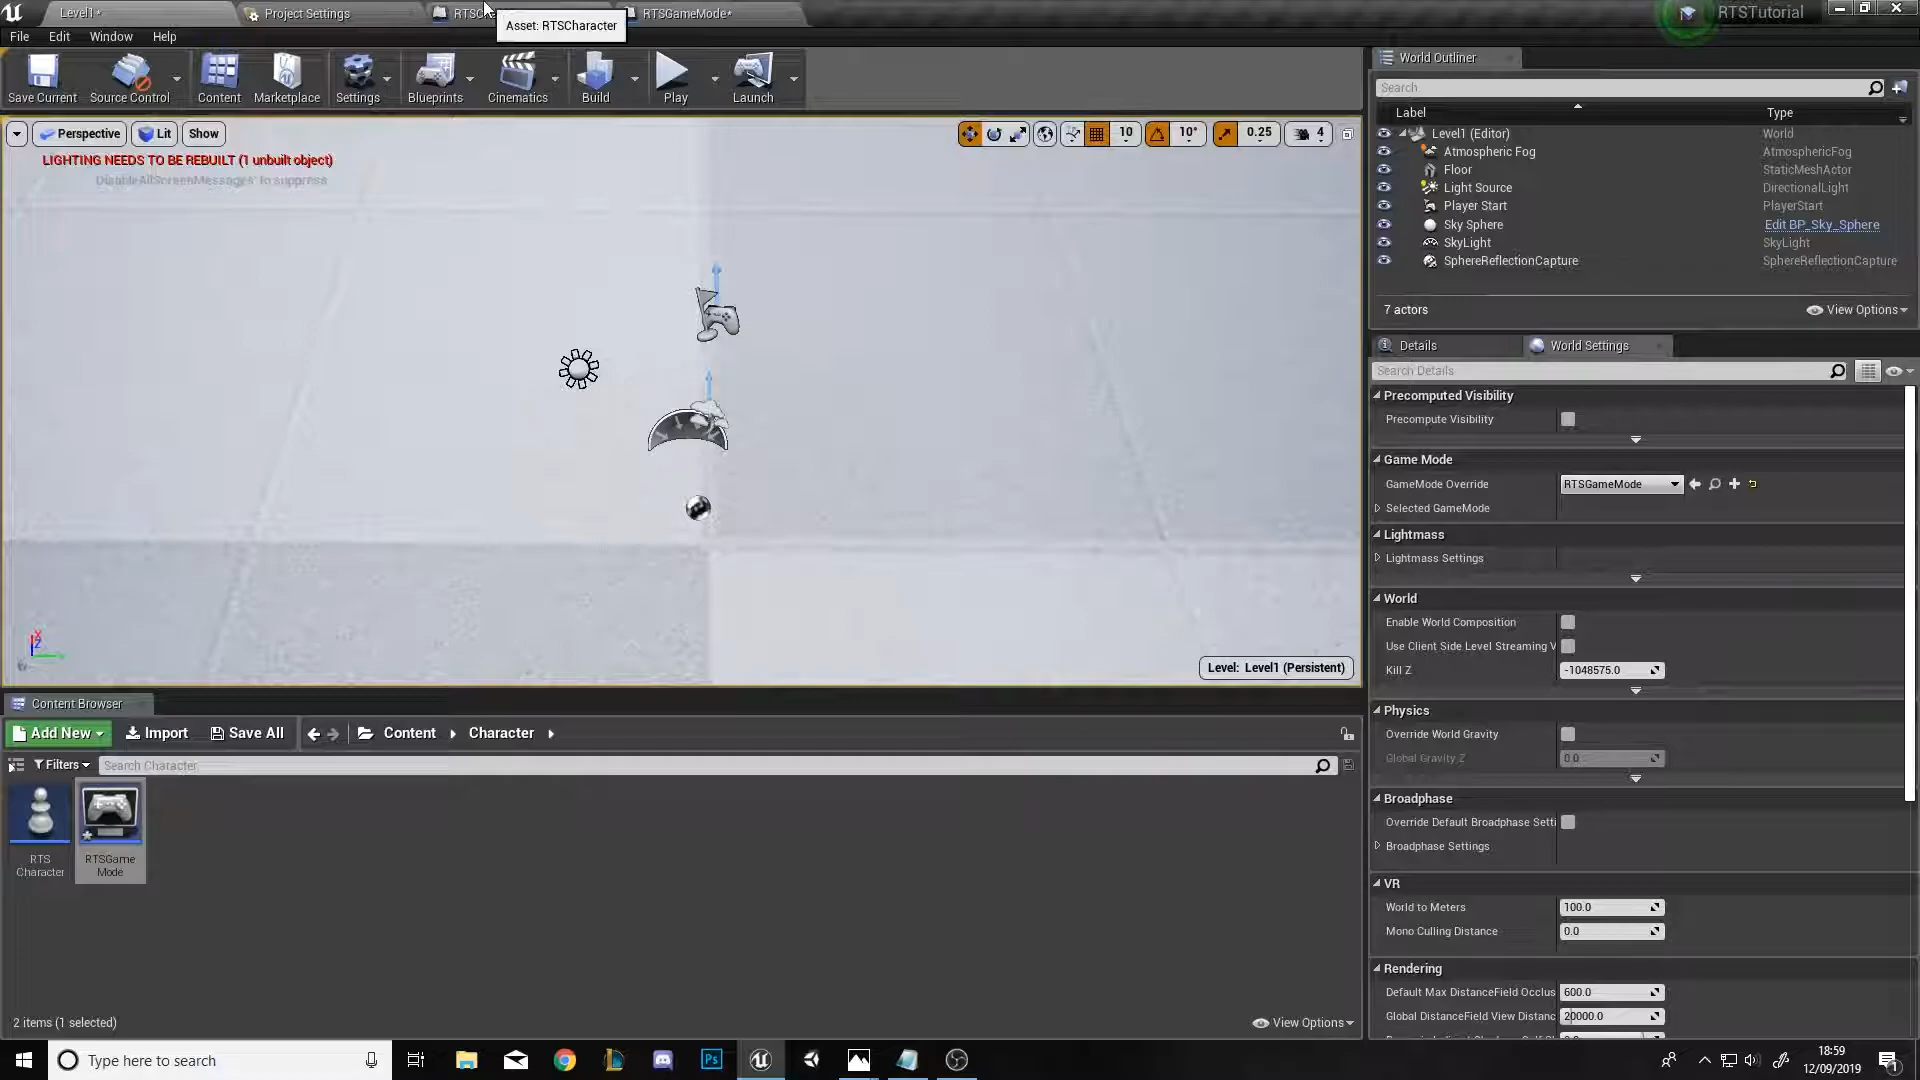 Level1*
Project Settings
RTSC
RTSGameMode*
RTSTutorial
Asset: RTSCharacter
File Edit Window Help
Save Current
Source Control
Content
Marketplace
Settings
Blueprints
Cinematics
Build
Play
Launch
Perspective
Lit
Show
10
10°
0.25
4
LIGHTING NEEDS TO BE REBUILT (1 unbuilt object)
'DisableAllScreenMessages' to suppress
X
Z
Level: Level1 (Persistent)
World Outliner
Search
Label Type
Level1 (Editor) World
Atmospheric Fog AtmosphericFog
Floor StaticMeshActor
Light Source DirectionalLight
Player Start PlayerStart
Sky Sphere Edit BP_Sky_Sphere
SkyLight SkyLight
SphereReflectionCapture SphereReflectionCapture
7 actors
View Options
Details
World Settings
Search Details
Precomputed Visibility
Precompute Visibility
Game Mode
GameMode Override RTSGameMode
Selected GameMode
Lightmass
Lightmass Settings
World
Enable World Composition
Use Client Side Level Streaming V
Kill Z -1048575.0
Physics
Override World Gravity
Global Gravity Z 0.0
Broadphase
Override Default Broadphase Setti
Broadphase Settings
VR
World to Meters 100.0
Mono Culling Distance 0.0
Rendering
Default Max DistanceField Occlus 600.0
Global DistanceField View Distanc 20000.0
Content Browser
Add New
Import
Save All
Content
Character
Filters
Search Character
RTS
Character
RTSGame
Mode
2 items (1 selected)
View Options
Type here to search
Ps
18:59
12/09/2019
1